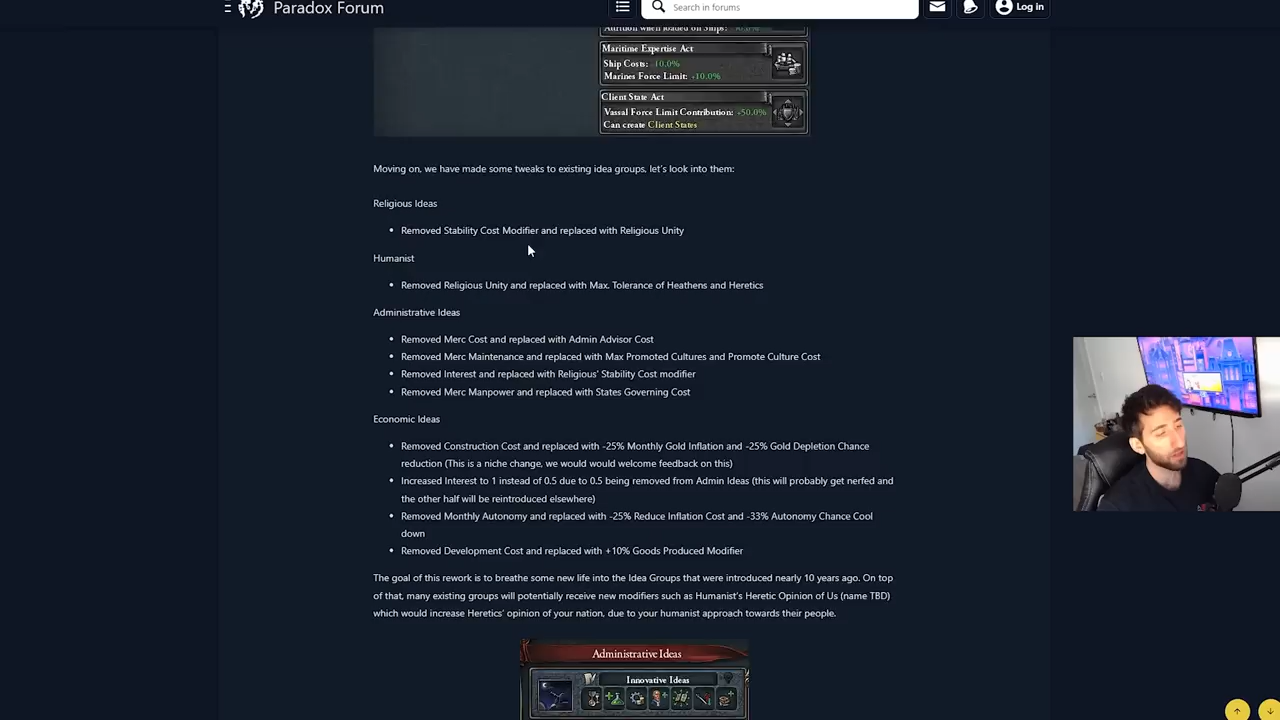 Paradox Forum
Search in forums
Log in
Attrition when loaded on Ships:
Maritime Expertise Act
Ship Costs: -10.0%
Marines Force Limit: +10.0%
Client State Act
Vassal Force Limit Contribution: +50.0%
Can create Client States
Moving on, we have made some tweaks to existing idea groups, let's look into them:
Religious Ideas
• Removed Stability Cost Modifier and replaced with Religious Unity
Humanist
• Removed Religious Unity and replaced with Max. Tolerance of Heathens and Heretics
Administrative Ideas
• Removed Merc Cost and replaced with Admin Advisor Cost
• Removed Merc Maintenance and replaced with Max Promoted Cultures and Promote Culture Cost
• Removed Interest and replaced with Religious' Stability Cost modifier
• Removed Merc Manpower and replaced with States Governing Cost
Economic Ideas
• Removed Construction Cost and replaced with -25% Monthly Gold Inflation and -25% Gold Depletion Chance
reduction (This is a niche change, we would would welcome feedback on this)
• Increased Interest to 1 instead of 0.5 due to 0.5 being removed from Admin Ideas (this will probably get nerfed and
the other half will be reintroduced elsewhere)
• Removed Monthly Autonomy and replaced with -25% Reduce Inflation Cost and -33% Autonomy Chance Cool
down
• Removed Development Cost and replaced with +10% Goods Produced Modifier
The goal of this rework is to breathe some new life into the Idea Groups that were introduced nearly 10 years ago. On top
of that, many existing groups will potentially receive new modifiers such as Humanist's Heretic Opinion of Us (name TBD)
which would increase Heretics' opinion of your nation, due to your humanist approach towards their people.
Administrative Ideas
Innovative Ideas